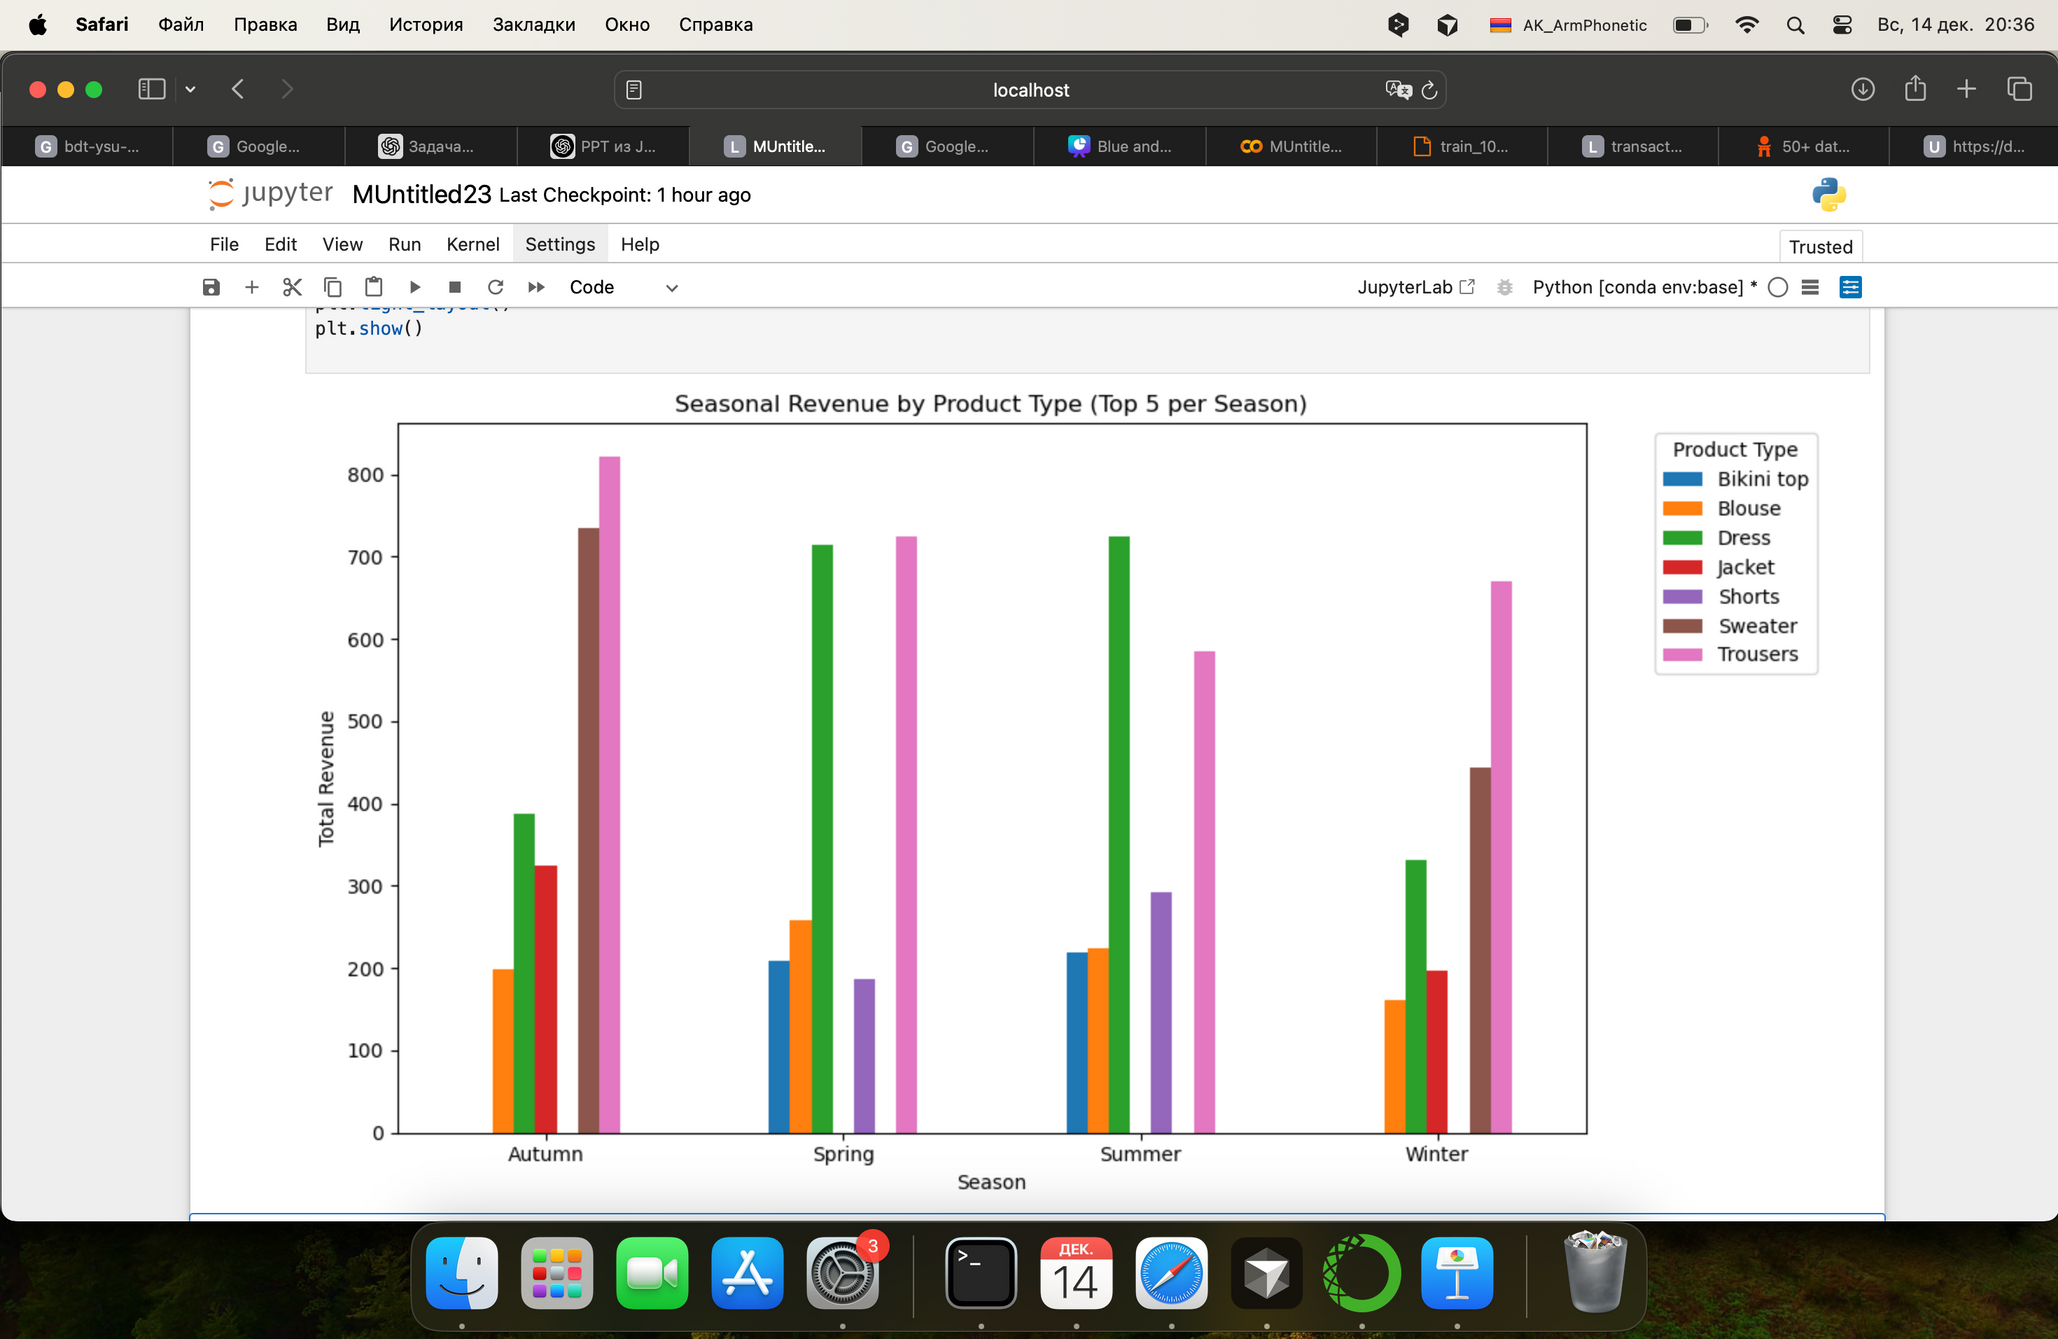 Safari Файл Правка Вид История Закладки Окно Справка AK_ArmPhonetic Вс, 14 дек. 20:36
localhost
G bdt-ysu-... G Google... Задача... PPT из J... L MUntitle... G Google... Blue and... MUntitle... train_10... L transact... 50+ dat... U https://d...
jupyter MUntitled23 Last Checkpoint: 1 hour ago
File Edit View Run Kernel Settings Help Trusted
Code JupyterLab Python [conda env:base] *
plt.tight_layout()
plt.show()
Seasonal Revenue by Product Type (Top 5 per Season)
Product Type
Bikini top
Blouse
Dress
Jacket
Shorts
Sweater
Trousers
Total Revenue
800
700
600
500
400
300
200
100
0
Autumn Spring Summer Winter
Season
3
ДЕК.
14